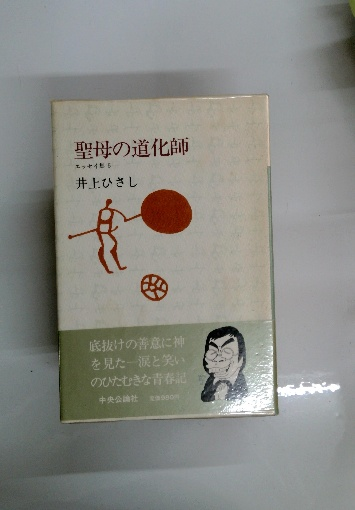 聖母の道化師
エッセイ集 5
井上ひさし
底抜けの善意に神
を見た―涙と笑い
のひたむきな青春記
中央公論社